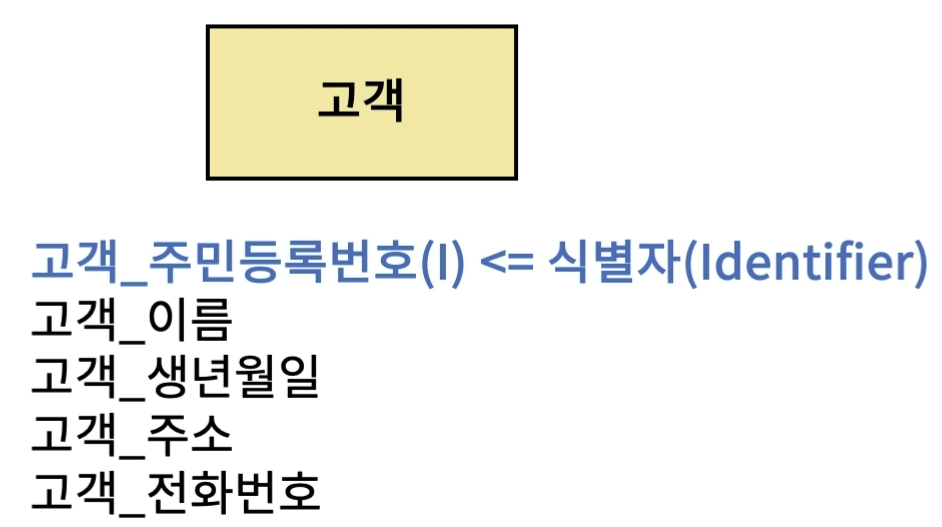 고객
고객_주민등록번호(I) <= 식별자(Identifier)
고객_이름
고객_생년월일
고객_주소
고객_전화번호